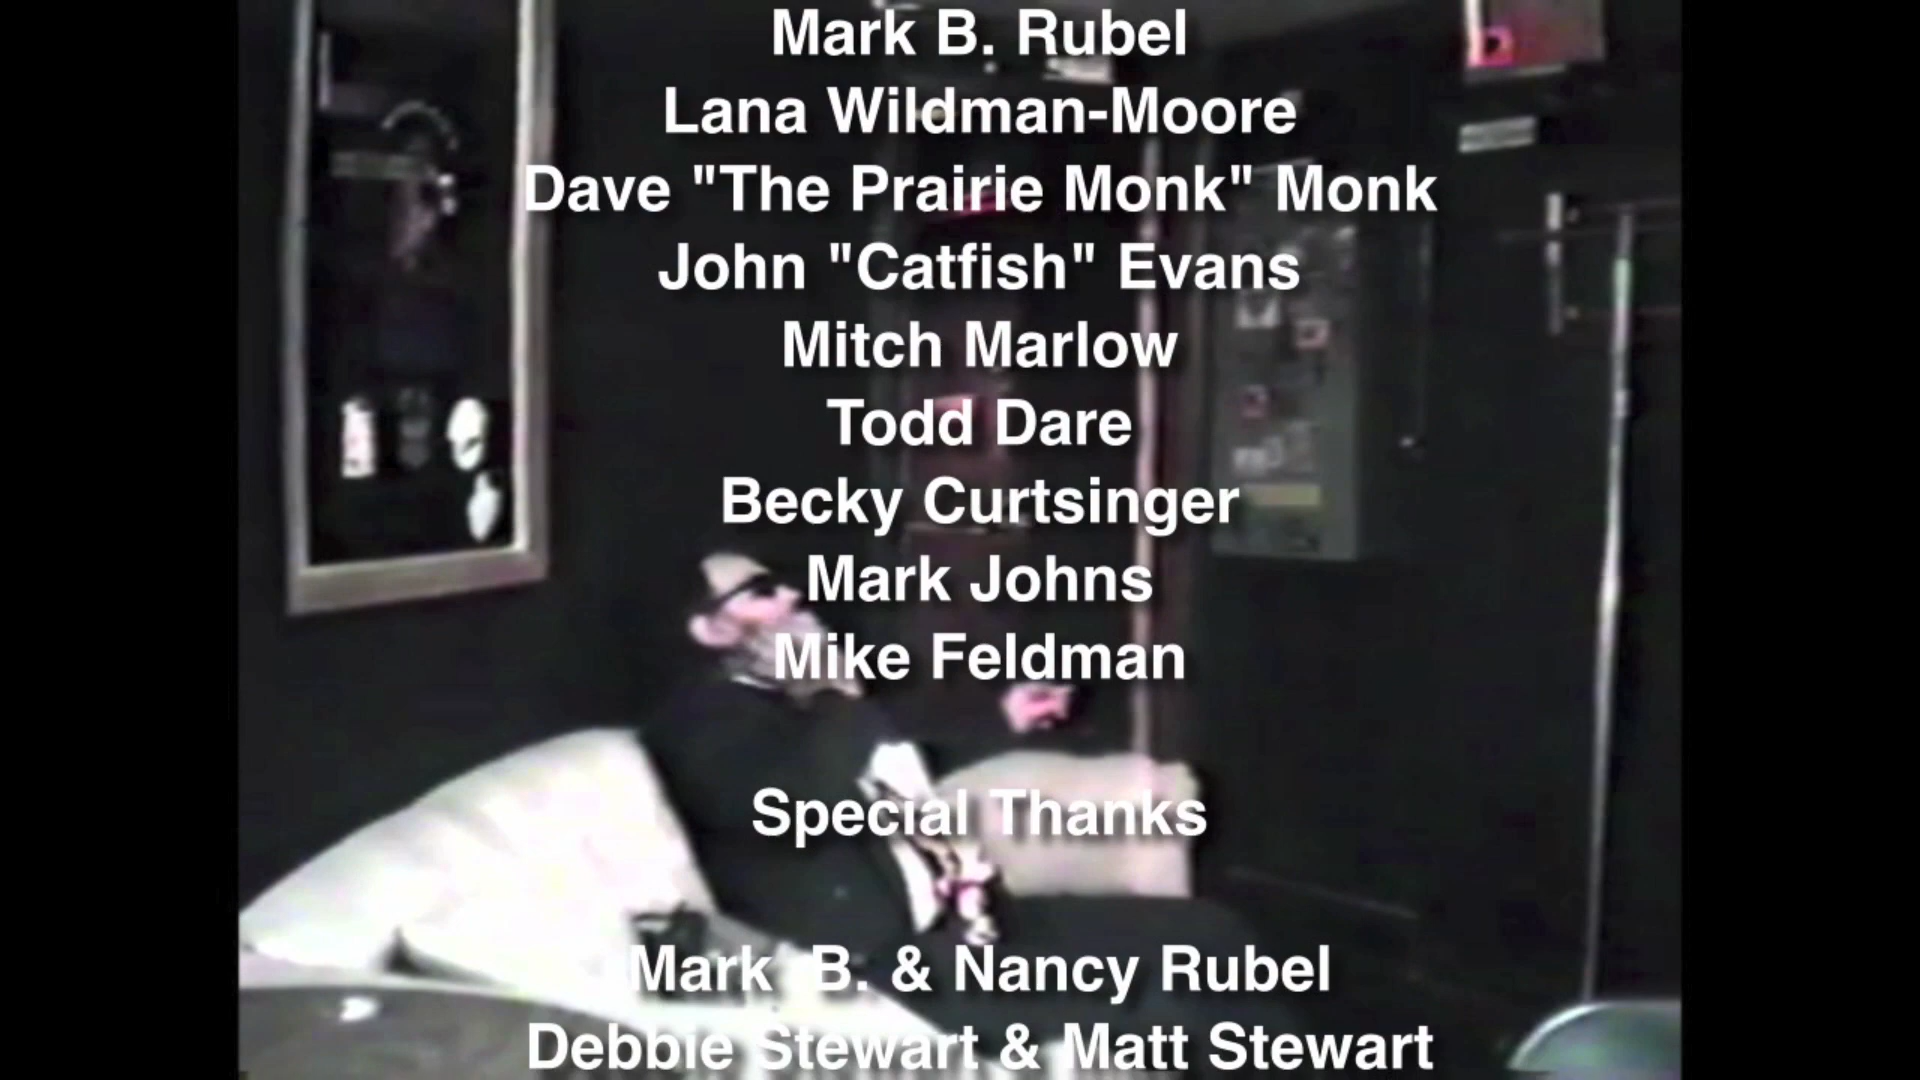 Mark B. Rubel
Lana Wildman-Moore
Dave "The Prairie Monk" Monk
John "Catfish" Evans
Mitch Marlow
Todd Dare
Becky Curtsinger
Mark Johns
Mike Feldman
Special Thanks
Mark B. & Nancy Rubel
Debbie Stewart & Matt Stewart